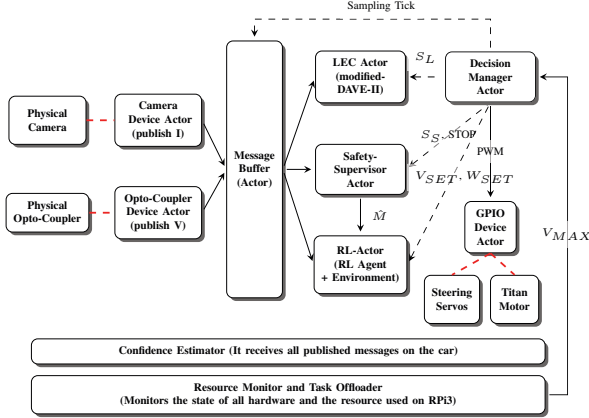 Sampling Tick
LEC Actor
(modified-
DAVE-II)
S_L
Decision
Manager
Actor
Physical
Camera
Camera
Device Actor
(publish I)
Message
Buffer
(Actor)
Safety-
Supervisor
Actor
S_S, STOP
PWM
V_SET, W_SET
Physical
Opto-Coupler
Opto-Coupler
Device Actor
(publish V)
M̂
GPIO
Device
Actor
V_MAX
RL-Actor
(RL Agent
+ Environment)
Steering
Servos
Titan
Motor
Confidence Estimator (It receives all published messages on the car)
Resource Monitor and Task Offloader
(Monitors the state of all hardware and the resource used on RPi3)